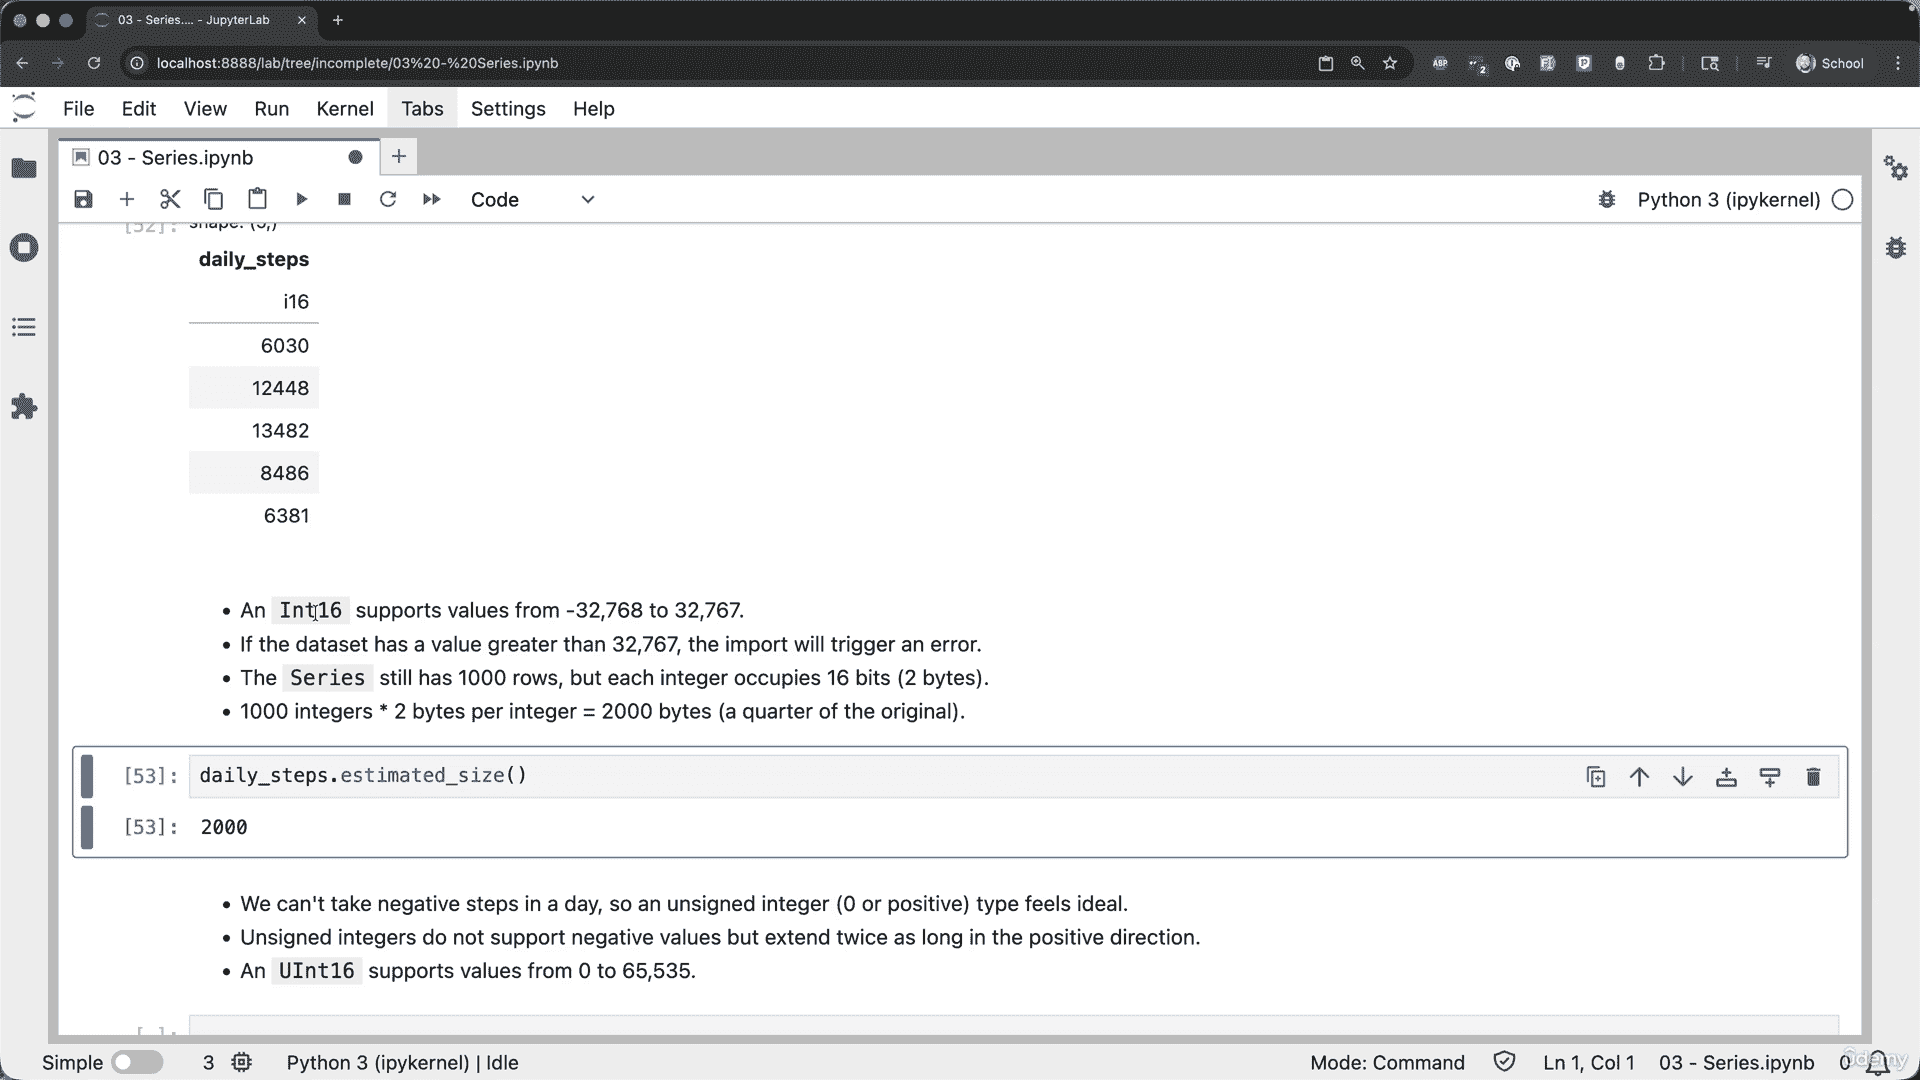 03 - Series.... - JupyterLab
localhost:8888/lab/tree/incomplete/03%20-%20Series.ipynb
ABP
2
School
File Edit View Run Kernel Tabs Settings Help
03 - Series.ipynb
Code
Python 3 (ipykernel)
[52]: shape: (5,)
daily_steps
i16
6030
12448
13482
8486
6381
• An Int16 supports values from -32,768 to 32,767.
• If the dataset has a value greater than 32,767, the import will trigger an error.
• The Series still has 1000 rows, but each integer occupies 16 bits (2 bytes).
• 1000 integers * 2 bytes per integer = 2000 bytes (a quarter of the original).
[53]: daily_steps.estimated_size()
[53]: 2000
• We can't take negative steps in a day, so an unsigned integer (0 or positive) type feels ideal.
• Unsigned integers do not support negative values but extend twice as long in the positive direction.
• An UInt16 supports values from 0 to 65,535.
[ ]:
Simple 3 Python 3 (ipykernel) | Idle Mode: Command Ln 1, Col 1 03 - Series.ipynb 0
Udemy